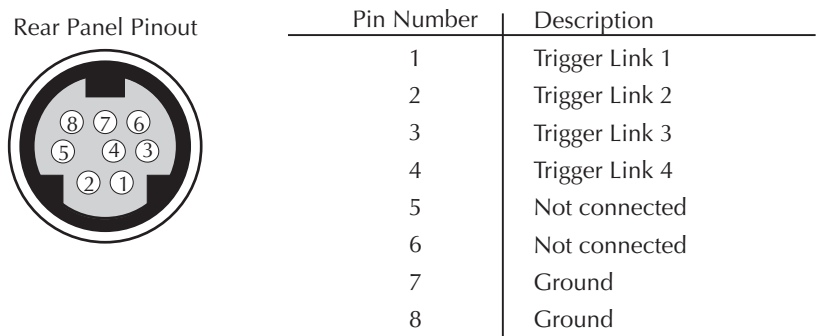 Rear Panel Pinout
8 7 6
5 4 3
2 1
Pin Number Description
1 Trigger Link 1
2 Trigger Link 2
3 Trigger Link 3
4 Trigger Link 4
5 Not connected
6 Not connected
7 Ground
8 Ground